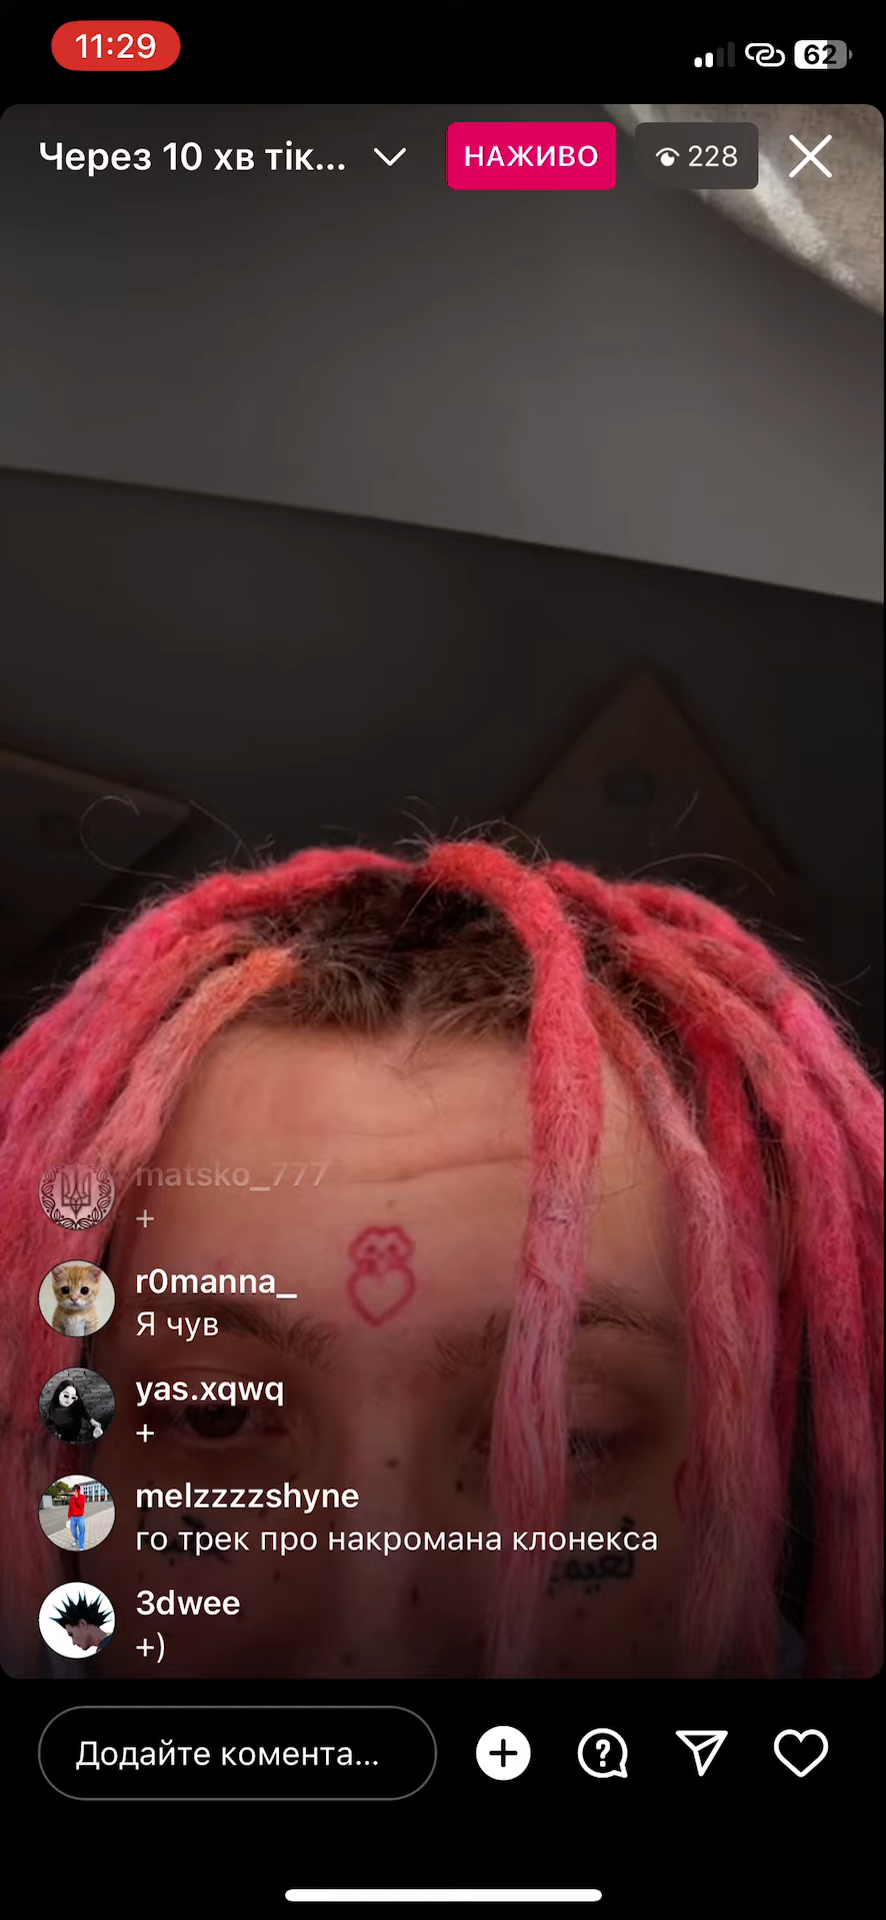 11:29
62
Через 10 хв тік...
НАЖИВО
228
matsko_777
+
r0manna_
Я чув
yas.xqwq
+
melzzzzshyne
го трек про накромана клонекса
3dwee
+)
Додайте комента...